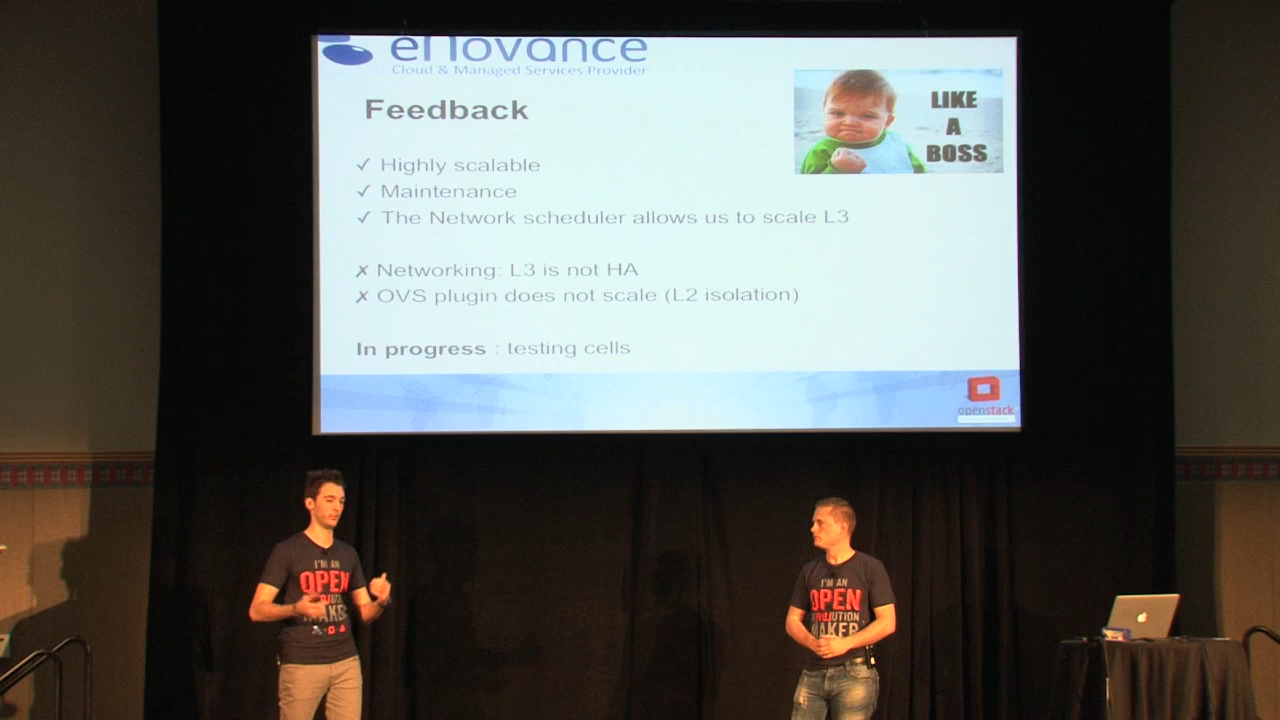 eNovance
Cloud & Managed Services Provider
Feedback
LIKE
A
BOSS
✓ Highly scalable
✓ Maintenance
✓ The Network scheduler allows us to scale L3
✗ Networking: L3 is not HA
✗ OVS plugin does not scale (L2 isolation)
In progress : testing cells
openstack
I'M AN
OPEN
MAKER
I'M AN
OPEN
MAKER